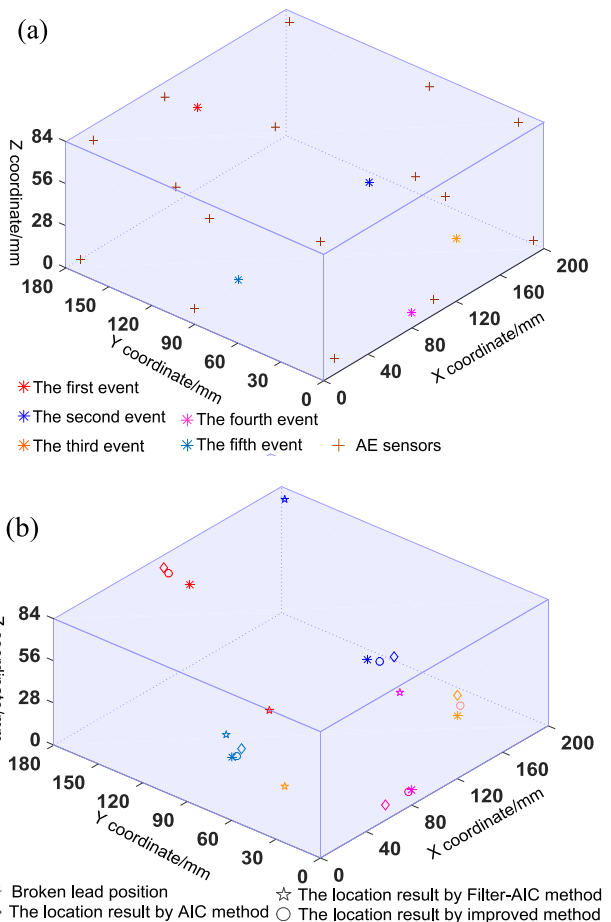 (a)
Z coordinate/mm
84
56
28
0
180
150
120
90
60
30
0
Y coordinate/mm
0
40
80
120
160
200
X coordinate/mm
The first event
The second event
The fourth event
The third event
The fifth event
AE sensors
(b)
coordinate/mm
84
56
28
0
180
150
120
90
60
30
0
Y coordinate/mm
0
40
80
120
160
200
X coordinate/mm
Broken lead position
The location result by Filter-AIC method
The location result by AIC method
The location result by improved method